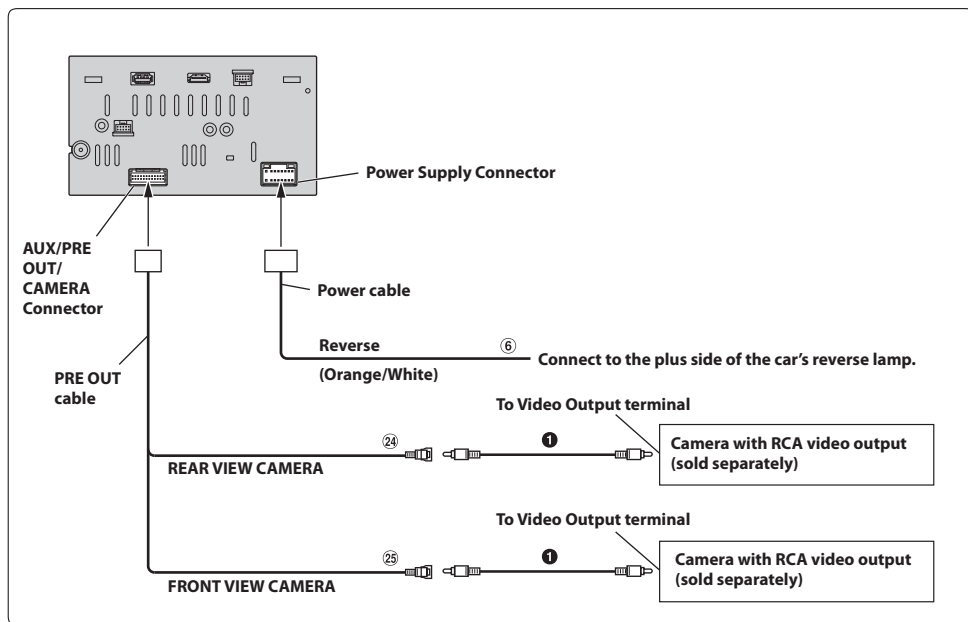 Power Supply Connector
AUX/PRE
OUT/
CAMERA
Connector
Power cable
Reverse
(Orange/White)
⑥
Connect to the plus side of the car's reverse lamp.
PRE OUT
cable
To Video Output terminal
㉔
❶
Camera with RCA video output
(sold separately)
REAR VIEW CAMERA
To Video Output terminal
㉕
❶
Camera with RCA video output
(sold separately)
FRONT VIEW CAMERA